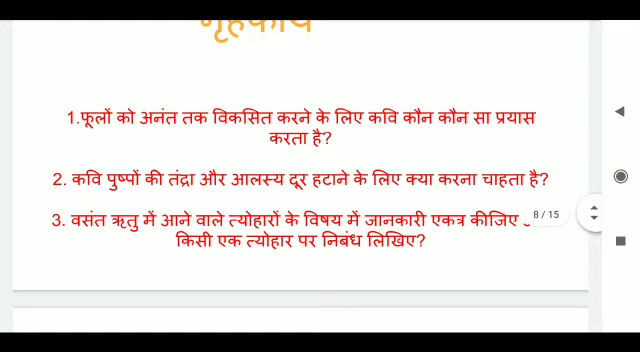 गृहकार्य
1.फूलों को अनंत तक विकसित करने के लिए कवि कौन कौन सा प्रयास
करता है?
2. कवि पुष्पों की तंद्रा और आलस्य दूर हटाने के लिए क्या करना चाहता है?
3. वसंत ऋतु में आने वाले त्योहारों के विषय में जानकारी एकत्र कीजिए
8 / 15
किसी एक त्योहार पर निबंध लिखिए?